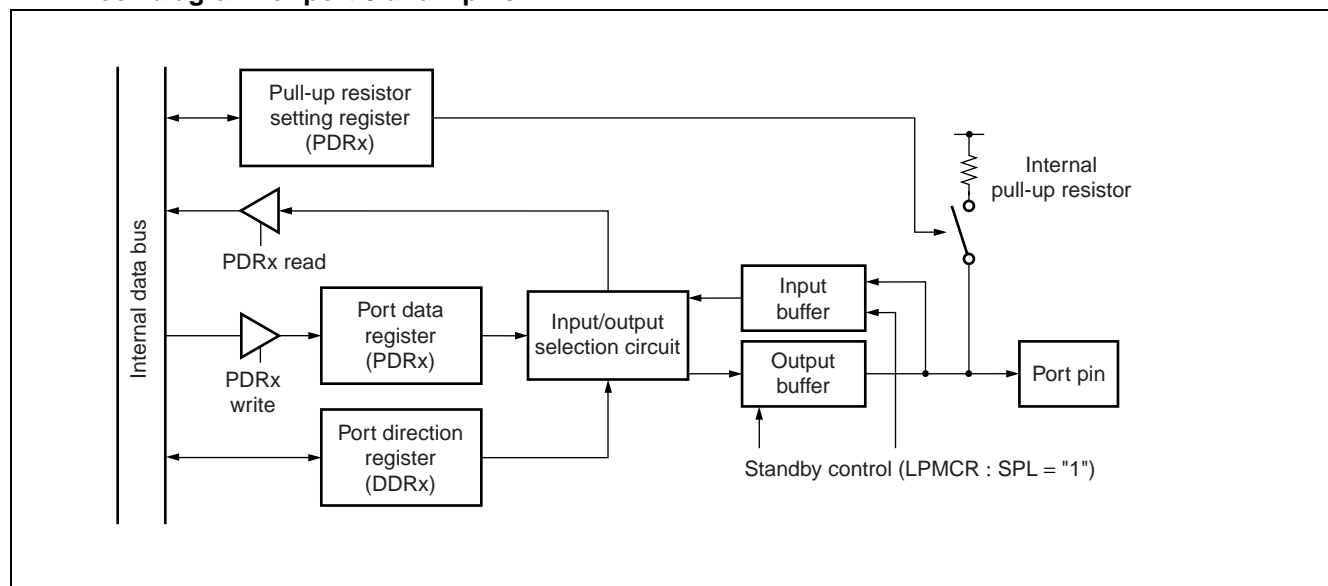 Internal data bus
Pull-up resistor
setting register
(PDRx)
Internal
pull-up resistor
PDRx read
Port data
register
(PDRx)
PDRx
write
Input/output
selection circuit
Input
buffer
Output
buffer
Port pin
Port direction
register
(DDRx)
Standby control (LPMCR : SPL = "1")